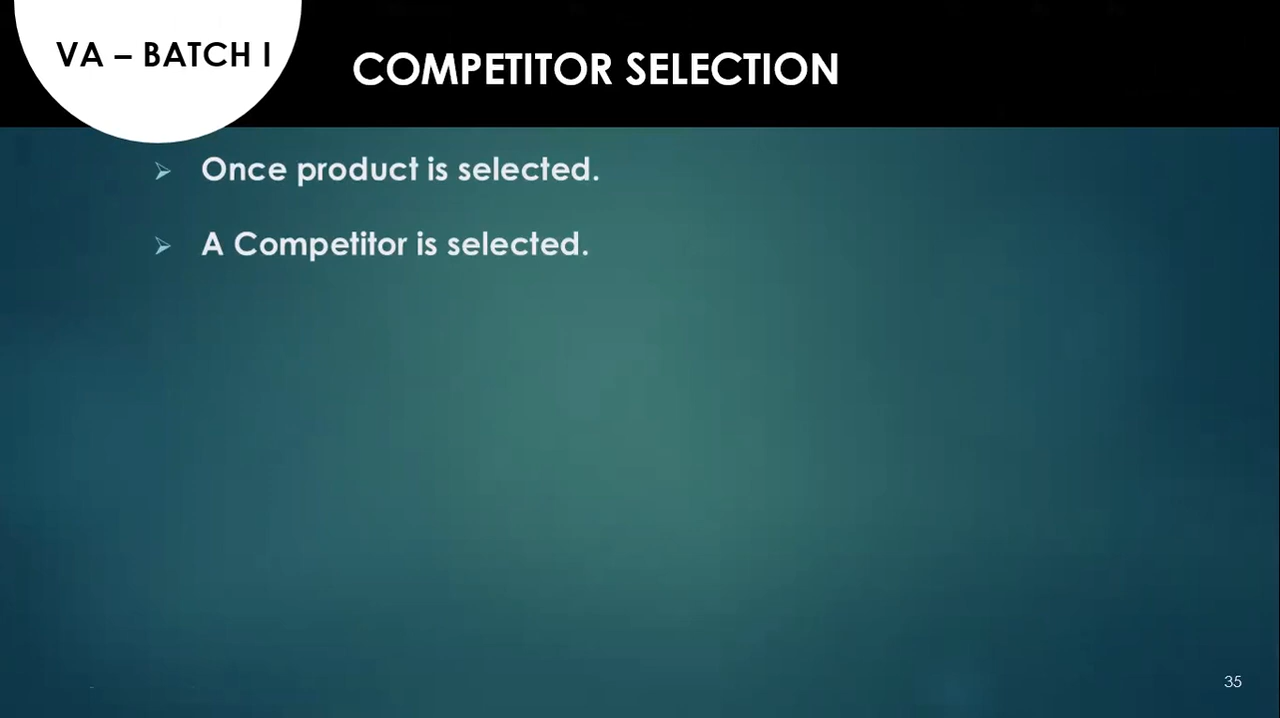 VA – BATCH I
COMPETITOR SELECTION
Once product is selected.
A Competitor is selected.
35